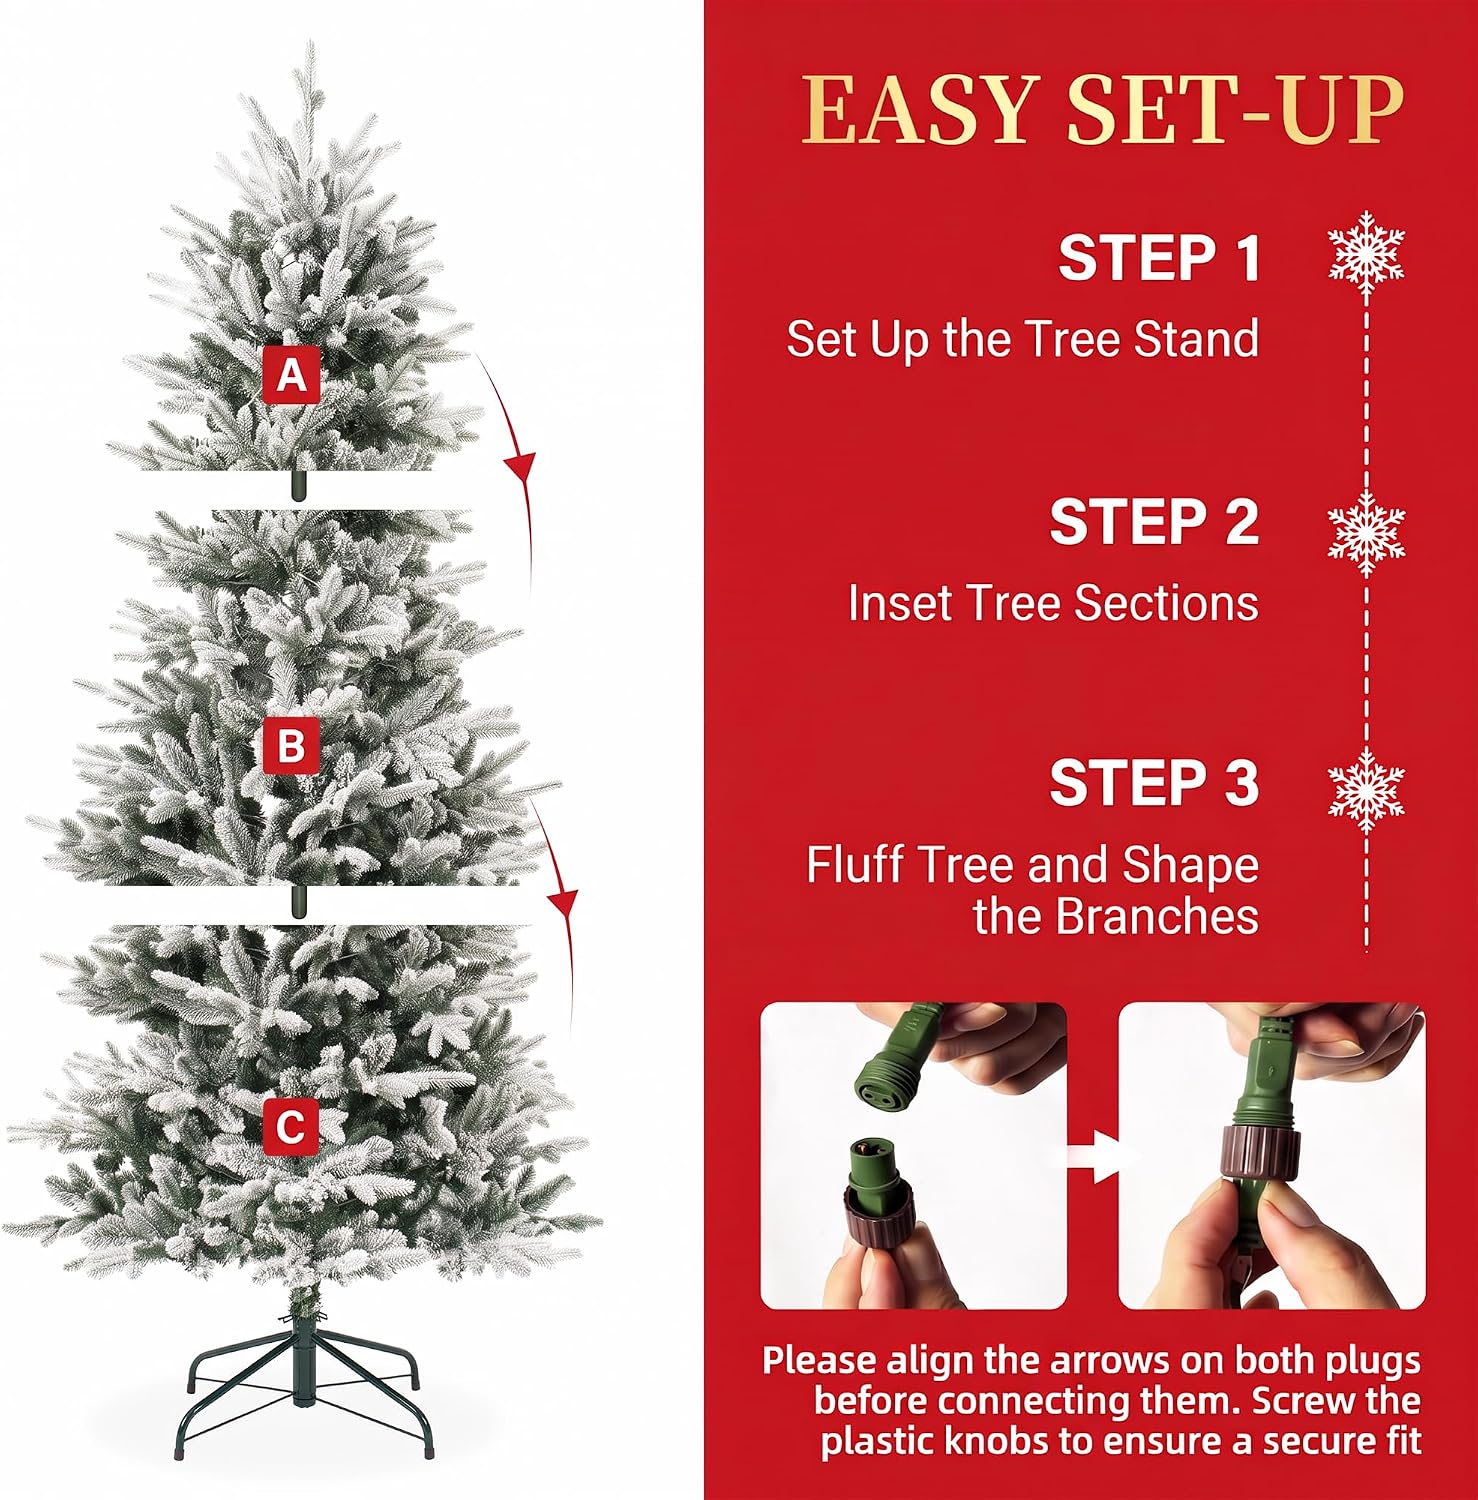 A
B
C
EASY SET-UP
STEP 1
Set Up the Tree Stand
STEP 2
Inset Tree Sections
STEP 3
Fluff Tree and Shape
the Branches
Please align the arrows on both plugs
before connecting them. Screw the
plastic knobs to ensure a secure fit